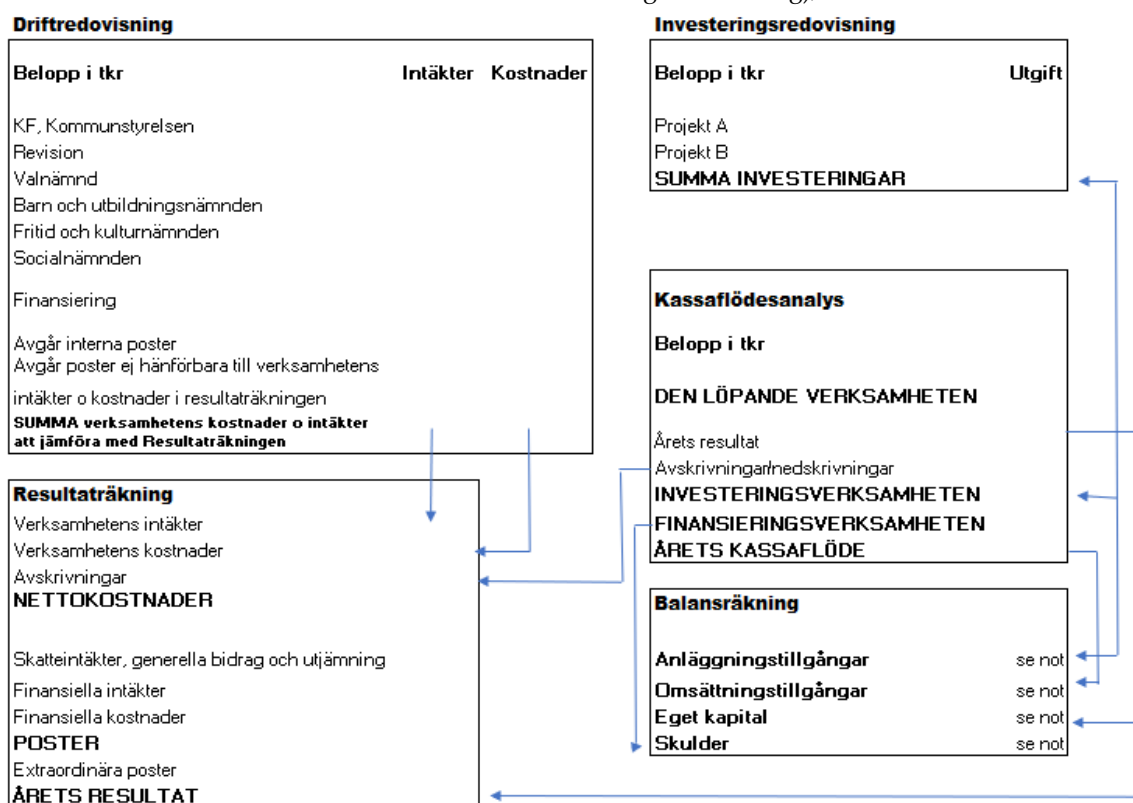 Driftredovisning
Belopp i tkr Intäkter Kostnader
KF, Kommunstyrelsen
Revision
Valnämnd
Barn och utbildningsnämnden
Fritid och kulturnämnden
Socialnämnden
Finansiering
Avgår interna poster
Avgår poster ej hänförbara till verksamhetens
intäkter o kostnader i resultaträkningen
SUMMA verksamhetens kostnader o intäkter
att jämföra med Resultaträkningen
Resultaträkning
Verksamhetens intäkter
Verksamhetens kostnader
Avskrivningar
NETTOKOSTNADER
Skatteintäkter, generella bidrag och utjämning
Finansiella intäkter
Finansiella kostnader
POSTER
Extraordinära poster
ÅRETS RESULTAT
Investeringsredovisning
Belopp i tkr Utgift
Projekt A
Projekt B
SUMMA INVESTERINGAR
Kassaflödesanalys
Belopp i tkr
DEN LÖPANDE VERKSAMHETEN
Årets resultat
Avskrivningar/nedskrivningar
INVESTERINGSVERKSAMHETEN
FINANSIERINGSVERKSAMHETEN
ÅRETS KASSAFLÖDE
Balansräkning
Anläggningstillgångar se not
Omsättningstillgångar se not
Eget kapital se not
Skulder se not